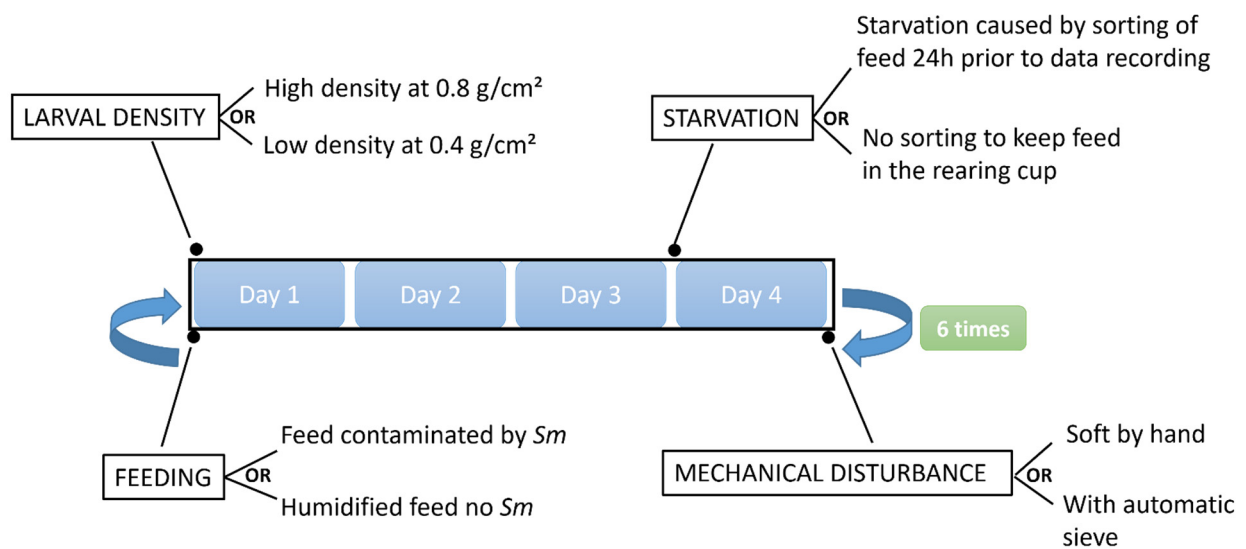 Starvation caused by sorting of
feed 24h prior to data recording
High density at 0.8 g/cm²
LARVAL DENSITY
OR
Low density at 0.4 g/cm²
STARVATION
OR
No sorting to keep feed
in the rearing cup
Day 1
Day 2
Day 3
Day 4
6 times
Feed contaminated by Sm
FEEDING
OR
Humidified feed no Sm
Soft by hand
MECHANICAL DISTURBANCE
OR
With automatic
sieve